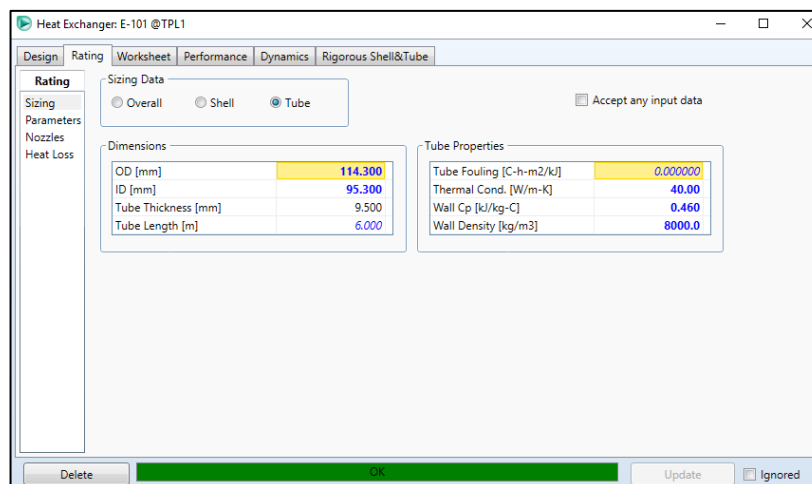 Heat Exchanger: E-101 @TPL1
Design Rating Worksheet Performance Dynamics Rigorous Shell&Tube
Rating
Sizing
Parameters
Nozzles
Heat Loss
Sizing Data
Overall Shell Tube
Accept any input data
Dimensions
OD [mm] 114.300
ID [mm] 95.300
Tube Thickness [mm] 9.500
Tube Length [m] 6.000
Tube Properties
Tube Fouling [C-h-m2/kJ] 0.000000
Thermal Cond. [W/m-K] 40.00
Wall Cp [kJ/kg-C] 0.460
Wall Density [kg/m3] 8000.0
Delete OK Update Ignored